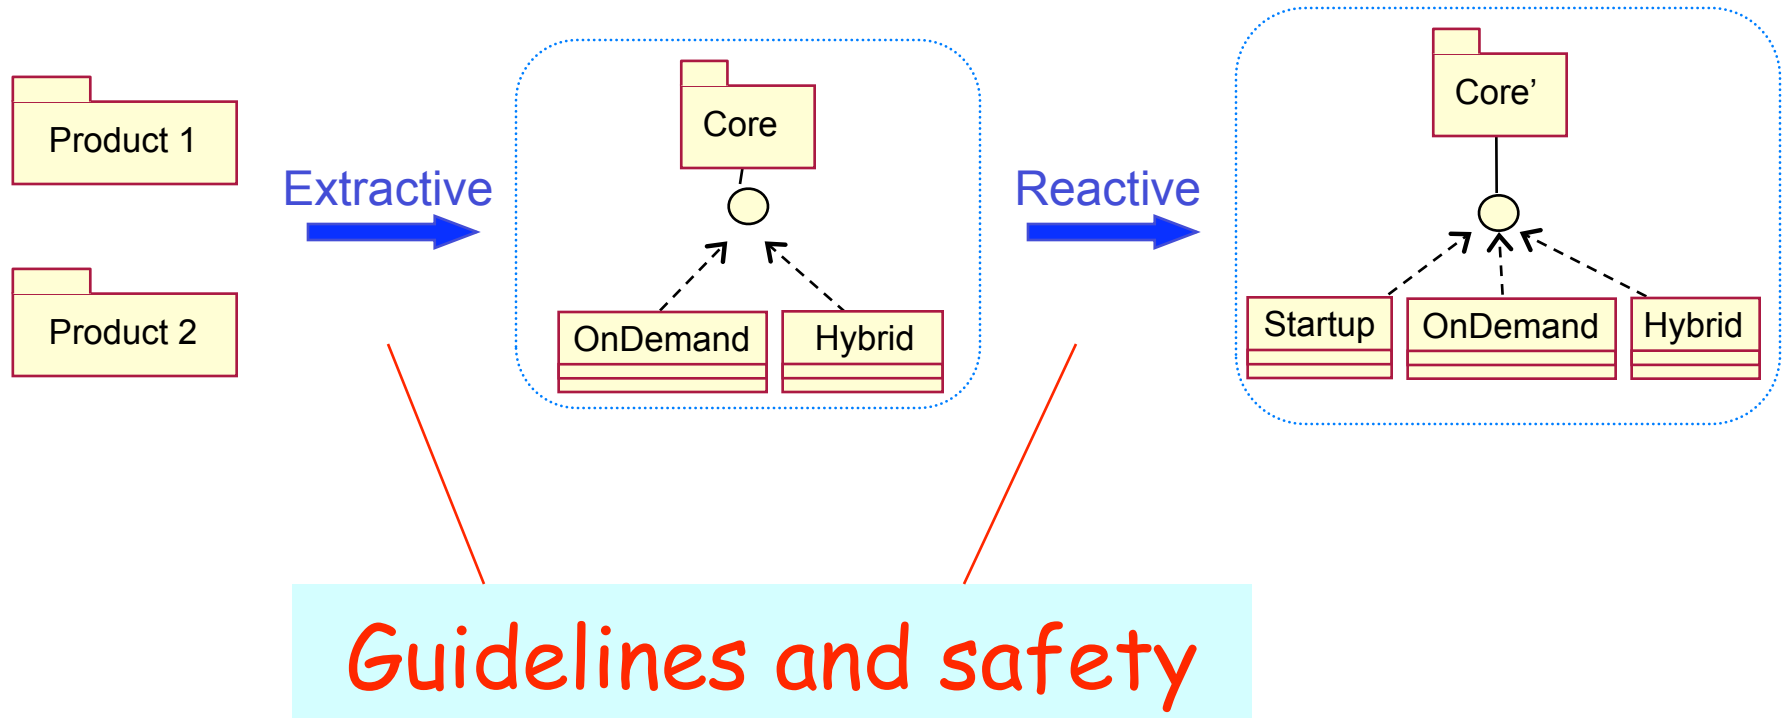 Product 1
Product 2
Extractive
Core
OnDemand
Hybrid
Reactive
Core’
Startup
OnDemand
Hybrid
Guidelines and safety